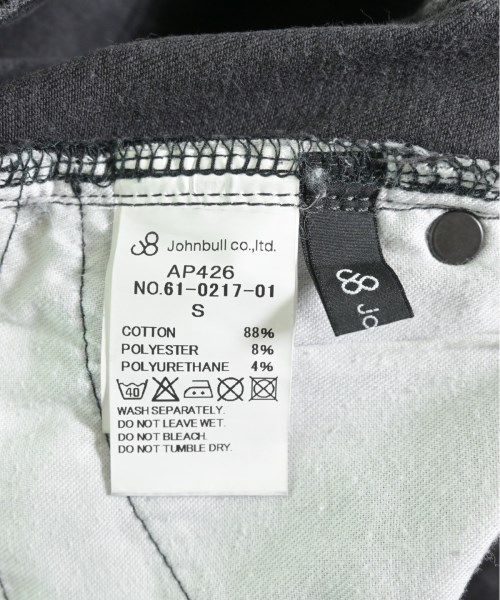 Johnbull co.,ltd.
AP426
NO.61-0217-01
S
COTTON 88%
POLYESTER 8%
POLYURETHANE 4%
40
WASH SEPARATELY.
DO NOT LEAVE WET.
DO NOT BLEACH.
DO NOT TUMBLE DRY.
Jo